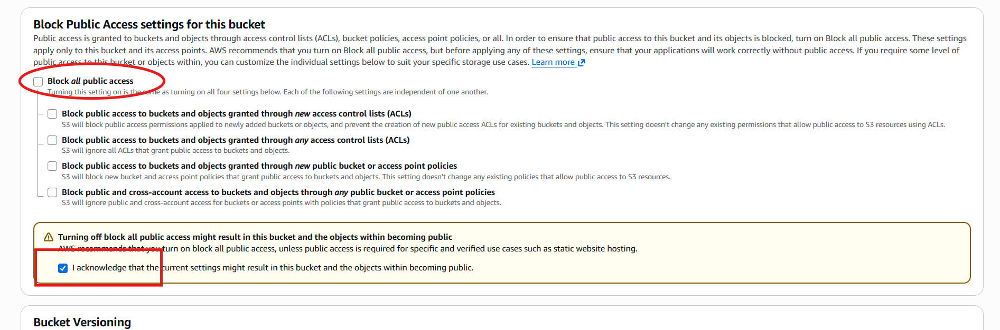 Block Public Access settings for this bucket
Public access is granted to buckets and objects through access control lists (ACLs), bucket policies, access point policies, or all. In order to ensure that public access to this bucket and its objects is blocked, turn on Block all public access. These settings
apply only to this bucket and its access points. AWS recommends that you turn on Block all public access, but before applying any of these settings, ensure that your applications will work correctly without public access. If you require some level of
public access to this bucket or objects within, you can customize the individual settings below to suit your specific storage use cases. Learn more
Block all public access
Turning this setting on is the same as turning on all four settings below. Each of the following settings are independent of one another.
Block public access to buckets and objects granted through new access control lists (ACLs)
S3 will block public access permissions applied to newly added buckets or objects, and prevent the creation of new public access ACLs for existing buckets and objects. This setting doesn't change any existing permissions that allow public access to S3 resources using ACLs.
Block public access to buckets and objects granted through any access control lists (ACLs)
S3 will ignore all ACLs that grant public access to buckets and objects.
Block public access to buckets and objects granted through new public bucket or access point policies
S3 will block new bucket and access point policies that grant public access to buckets and objects. This setting doesn't change any existing policies that allow public access to S3 resources.
Block public and cross-account access to buckets and objects through any public bucket or access point policies
S3 will ignore public and cross-account access for buckets or access points with policies that grant public access to buckets and objects.
Turning off block all public access might result in this bucket and the objects within becoming public
AWS recommends that you turn on block all public access, unless public access is required for specific and verified use cases such as static website hosting.
I acknowledge that the current settings might result in this bucket and the objects within becoming public.
Bucket Versioning